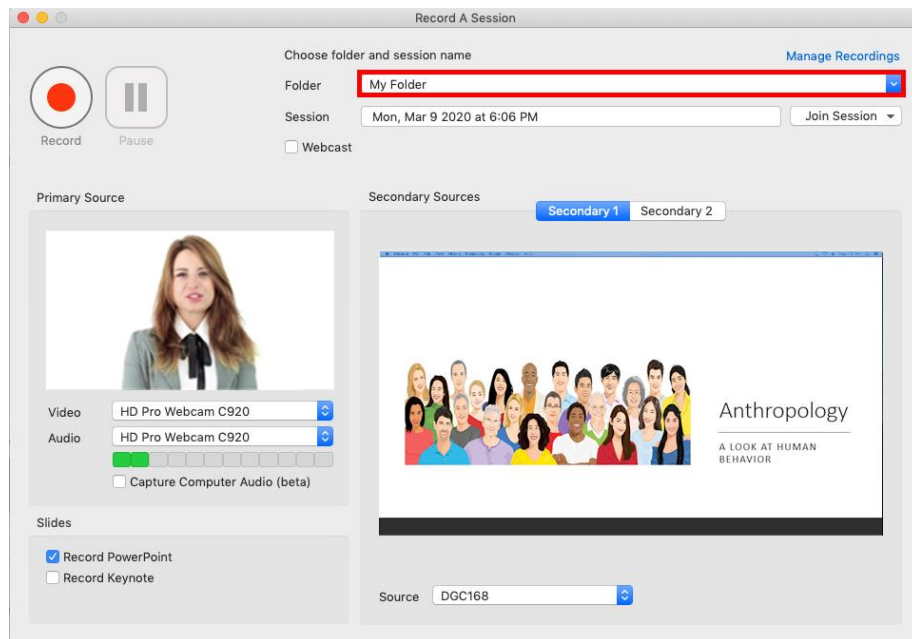 Record A Session
Choose folder and session name
Manage Recordings
Folder
My Folder
Session
Mon, Mar 9 2020 at 6:06 PM
Join Session
Record
Pause
Webcast
Primary Source
Secondary Sources
Secondary 1
Secondary 2
Anthropology
A LOOK AT HUMAN
BEHAVIOR
Video
HD Pro Webcam C920
Audio
HD Pro Webcam C920
Capture Computer Audio (beta)
Slides
Record PowerPoint
Record Keynote
Source
DGC168